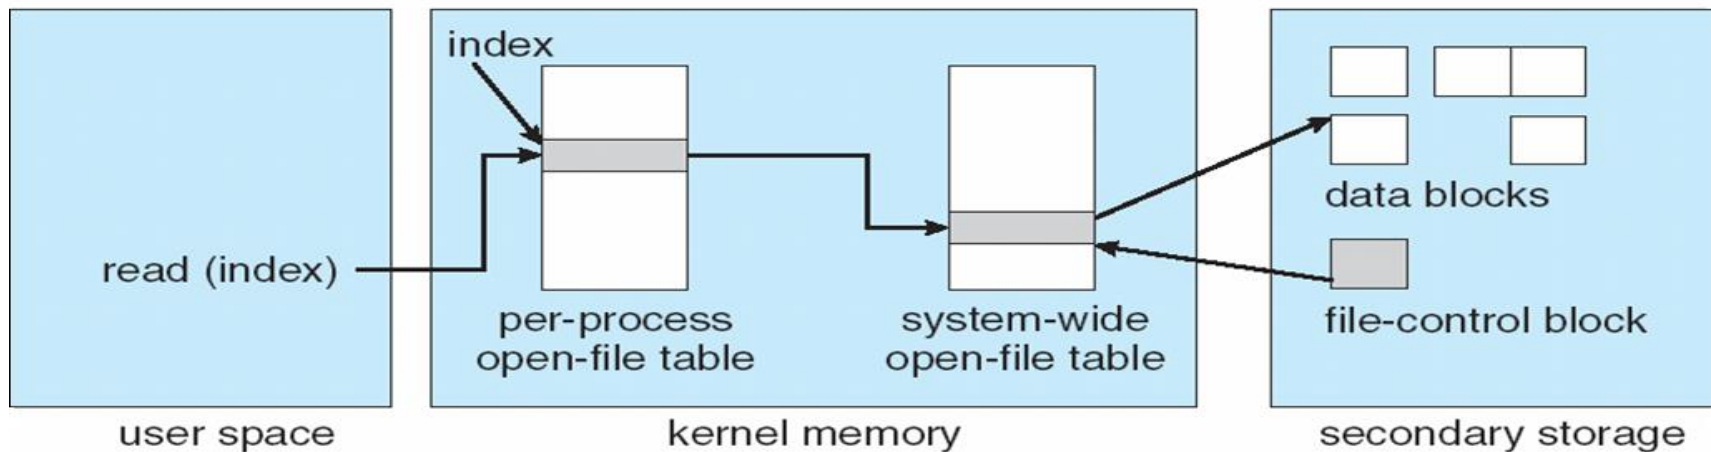 index
read (index)
per-process
open-file table
system-wide
open-file table
data blocks
file-control block
user space
kernel memory
secondary storage